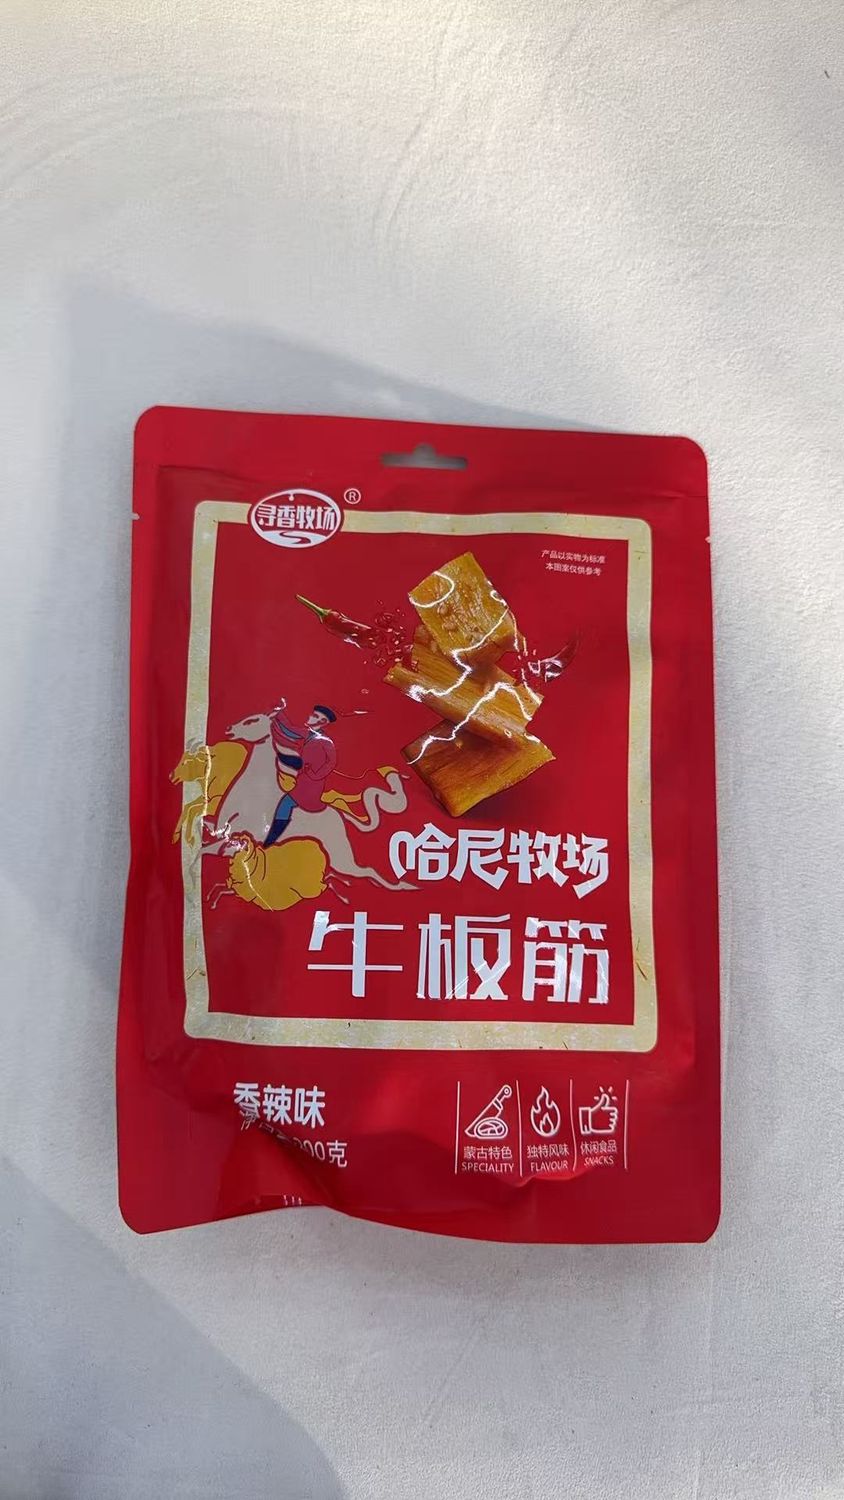 寻香牧场®
产品以实物为标准
本图案仅供参考
哈尼牧场
牛板筋
香辣味
蒙古特色
SPECIALITY
独特风味
FLAVOUR
休闲食品
SNACKS